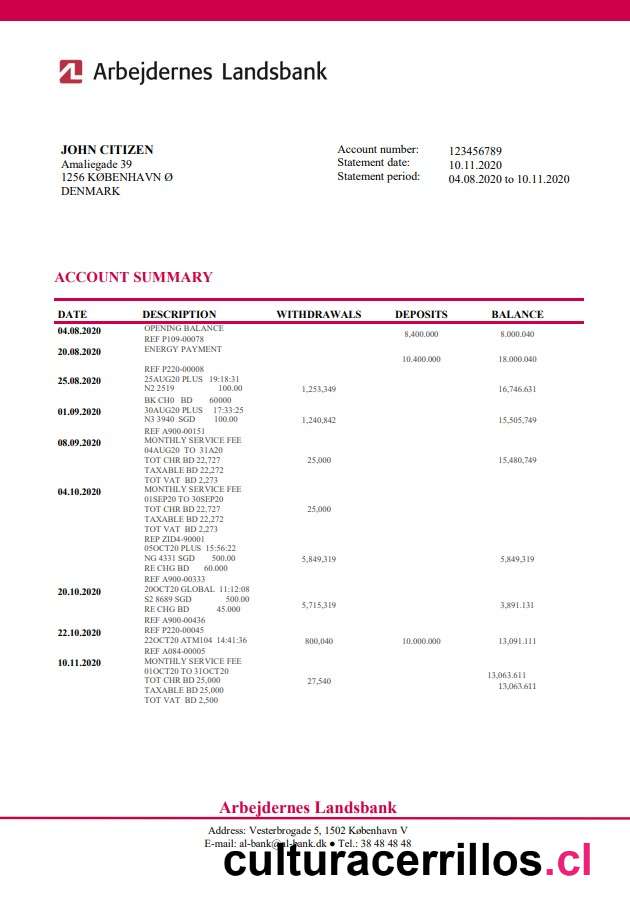 Arbejdernes Landsbank
JOHN CITIZEN
Amaliegade 39
1256 KØBENHAVN Ø
DENMARK
Account number: 123456789
Statement date: 10.11.2020
Statement period: 04.08.2020 to 10.11.2020
ACCOUNT SUMMARY
DATE DESCRIPTION WITHDRAWALS DEPOSITS BALANCE
04.08.2020 OPENING BALANCE
8,400.000 8.000.040
REF P109-00078
20.08.2020 ENERGY PAYMENT
10.400.000 18.000.040
REF P220-00008
25.08.2020 25AUG20 PLUS 19:18:31
N2 2519 100.00 1,253,349 16,746.631
BK CH0 BD 60000
01.09.2020 30AUG20 PLUS 17:33:25
N3 3940 SGD 100.00 1,240,842 15,505,749
REF A900-00151
08.09.2020 MONTHLY SERVICE FEE
04AUG20 TO 31A20
TOT CHR BD 22,727 25,000 15,480,749
TAXABLE BD 22,272
TOT VAT BD 2,273
04.10.2020 MONTHLY SERVICE FEE
01SEP20 TO 30SEP20
TOT CHR BD 22,727 25,000
TAXABLE BD 22,272
TOT VAT BD 2,273
REP ZID4-90001
05OCT20 PLUS 15:56:22
NG 4331 SGD 500.00 5,849,319 5,849,319
RE CHG BD 60.000
REF A900-00333
20.10.2020 20OCT20 GLOBAL 11:12:08
S2 8689 SGD 500.00
RE CHG BD 45.000 5,715,319 3,891.131
REF A900-00436
22.10.2020 REF P220-00045
22OCT20 ATM104 14:41:36 800,040 10.000.000 13,091.111
REF A084-00005
10.11.2020 MONTHLY SERVICE FEE
01OCT20 TO 31OCT20 13,063.611
TOT CHR BD 25,000 27,540
TAXABLE BD 25,000 13,063.611
TOT VAT BD 2,500
Arbejdernes Landsbank
Address: Vesterbrogade 5, 1502 København V
E-mail: al-bank@al-bank.dk ● Tel.: 38 48 48 48
culturacerrillos.cl